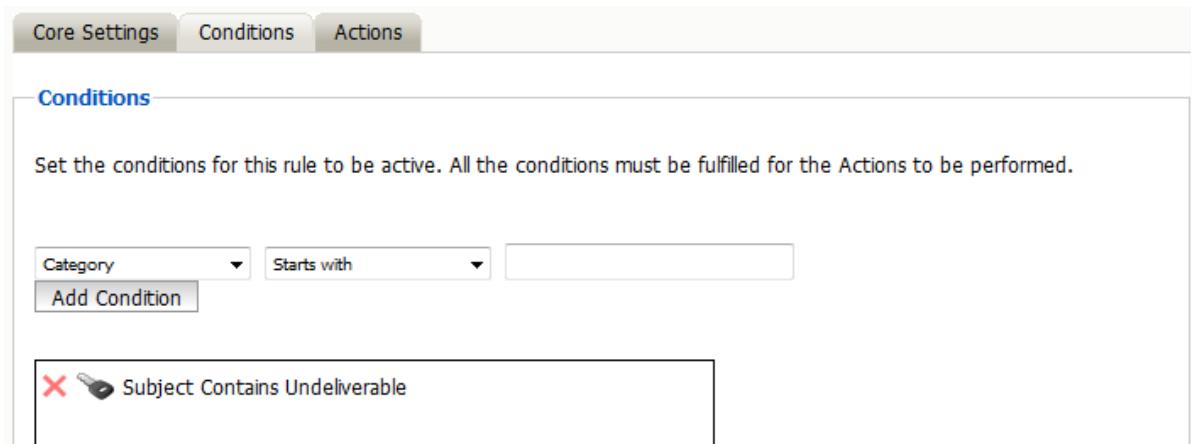 Core Settings Conditions Actions
Conditions
Set the conditions for this rule to be active. All the conditions must be fulfilled for the Actions to be performed.
Category Starts with
Add Condition
Subject Contains Undeliverable